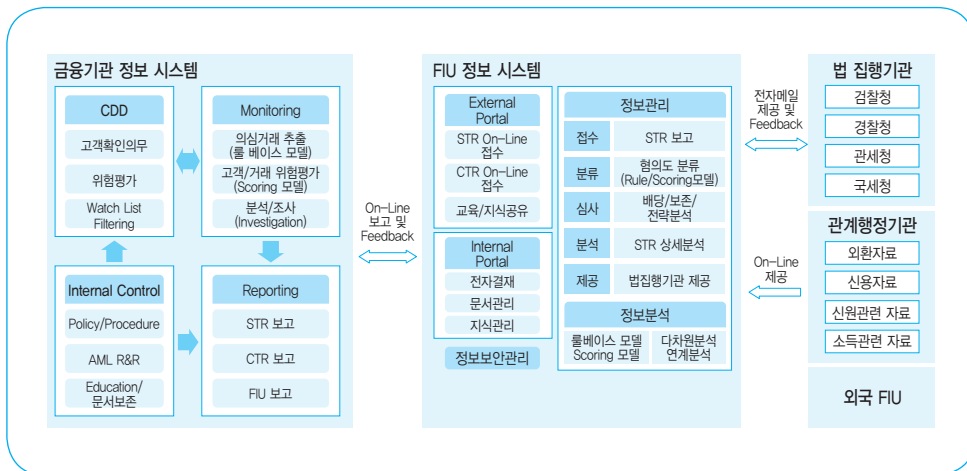 금융기관 정보 시스템
CDD
고객확인의무
위험평가
Watch List
Filtering
Monitoring
의심거래 추출
(룰 베이스 모델)
고객/거래 위험평가
(Scoring 모델)
분석/조사
(Investigation)
Internal Control
Policy/Procedure
AML R&R
Education/
문서보존
Reporting
STR 보고
CTR 보고
FIU 보고
On-Line
보고 및
Feedback
FIU 정보 시스템
External
Portal
STR On-Line
접수
CTR On-Line
접수
교육/지식공유
Internal
Portal
전자결재
문서관리
지식관리
정보보안관리
정보관리
접수
STR 보고
분류
혐의도 분류
(Rule/Scoring모델)
심사
배당/보존/
전략분석
분석
STR 상세분석
제공
법집행기관 제공
정보분석
룰베이스 모델
Scoring 모델
다차원분석
연계분석
전자메일
제공 및
Feedback
On-Line
제공
법 집행기관
검찰청
경찰청
관세청
국세청
관계행정기관
외환자료
신용자료
신원관련 자료
소득관련 자료
외국 FIU